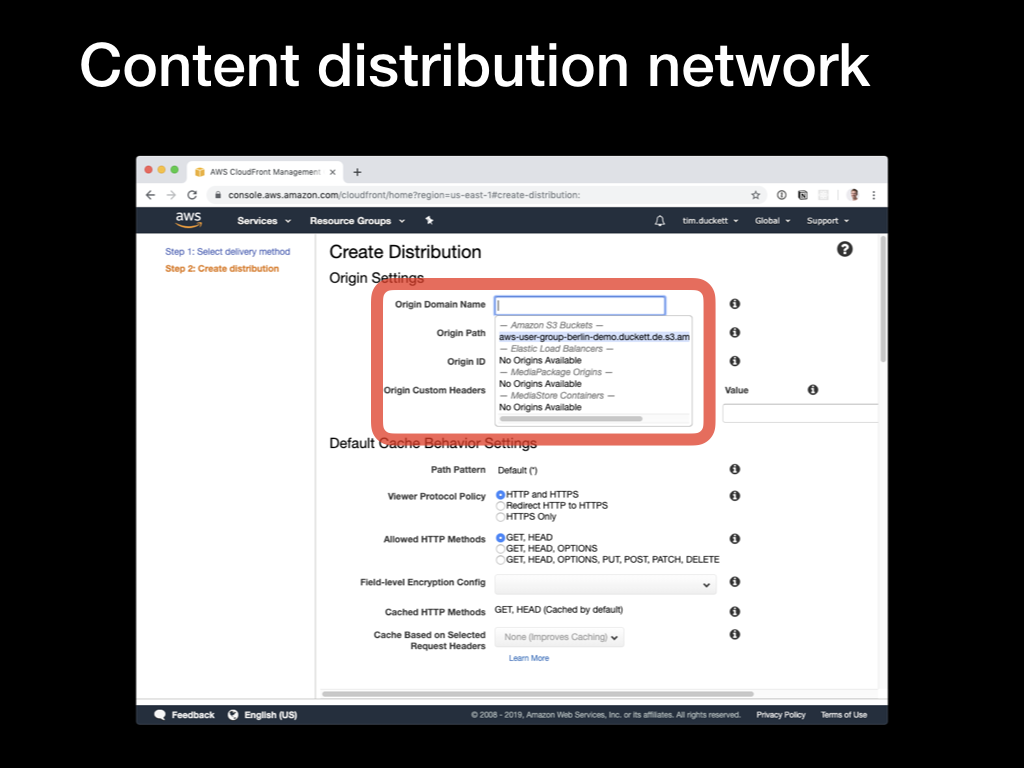 Content distribution network
AWS CloudFront Management
console.aws.amazon.com/cloudfront/home?region=us-east-1#create-distribution:
aws Services Resource Groups tim.duckett Global Support
Step 1: Select delivery method
Step 2: Create distribution
Create Distribution
Origin Settings
Origin Domain Name
— Amazon S3 Buckets —
Origin Path
aws-user-group-berlin-demo.duckett.de.s3.am
— Elastic Load Balancers —
Origin ID
No Origins Available
— MediaPackage Origins —
No Origins Available
Origin Custom Headers
Value
— MediaStore Containers —
No Origins Available
Default Cache Behavior Settings
Path Pattern Default (*)
Viewer Protocol Policy HTTP and HTTPS
Redirect HTTP to HTTPS
HTTPS Only
Allowed HTTP Methods GET, HEAD
GET, HEAD, OPTIONS
GET, HEAD, OPTIONS, PUT, POST, PATCH, DELETE
Field-level Encryption Config
Cached HTTP Methods GET, HEAD (Cached by default)
Cache Based on Selected None (Improves Caching)
Request Headers
Learn More
Feedback English (US) © 2008 - 2019, Amazon Web Services, Inc. or its affiliates. All rights reserved. Privacy Policy Terms of Use